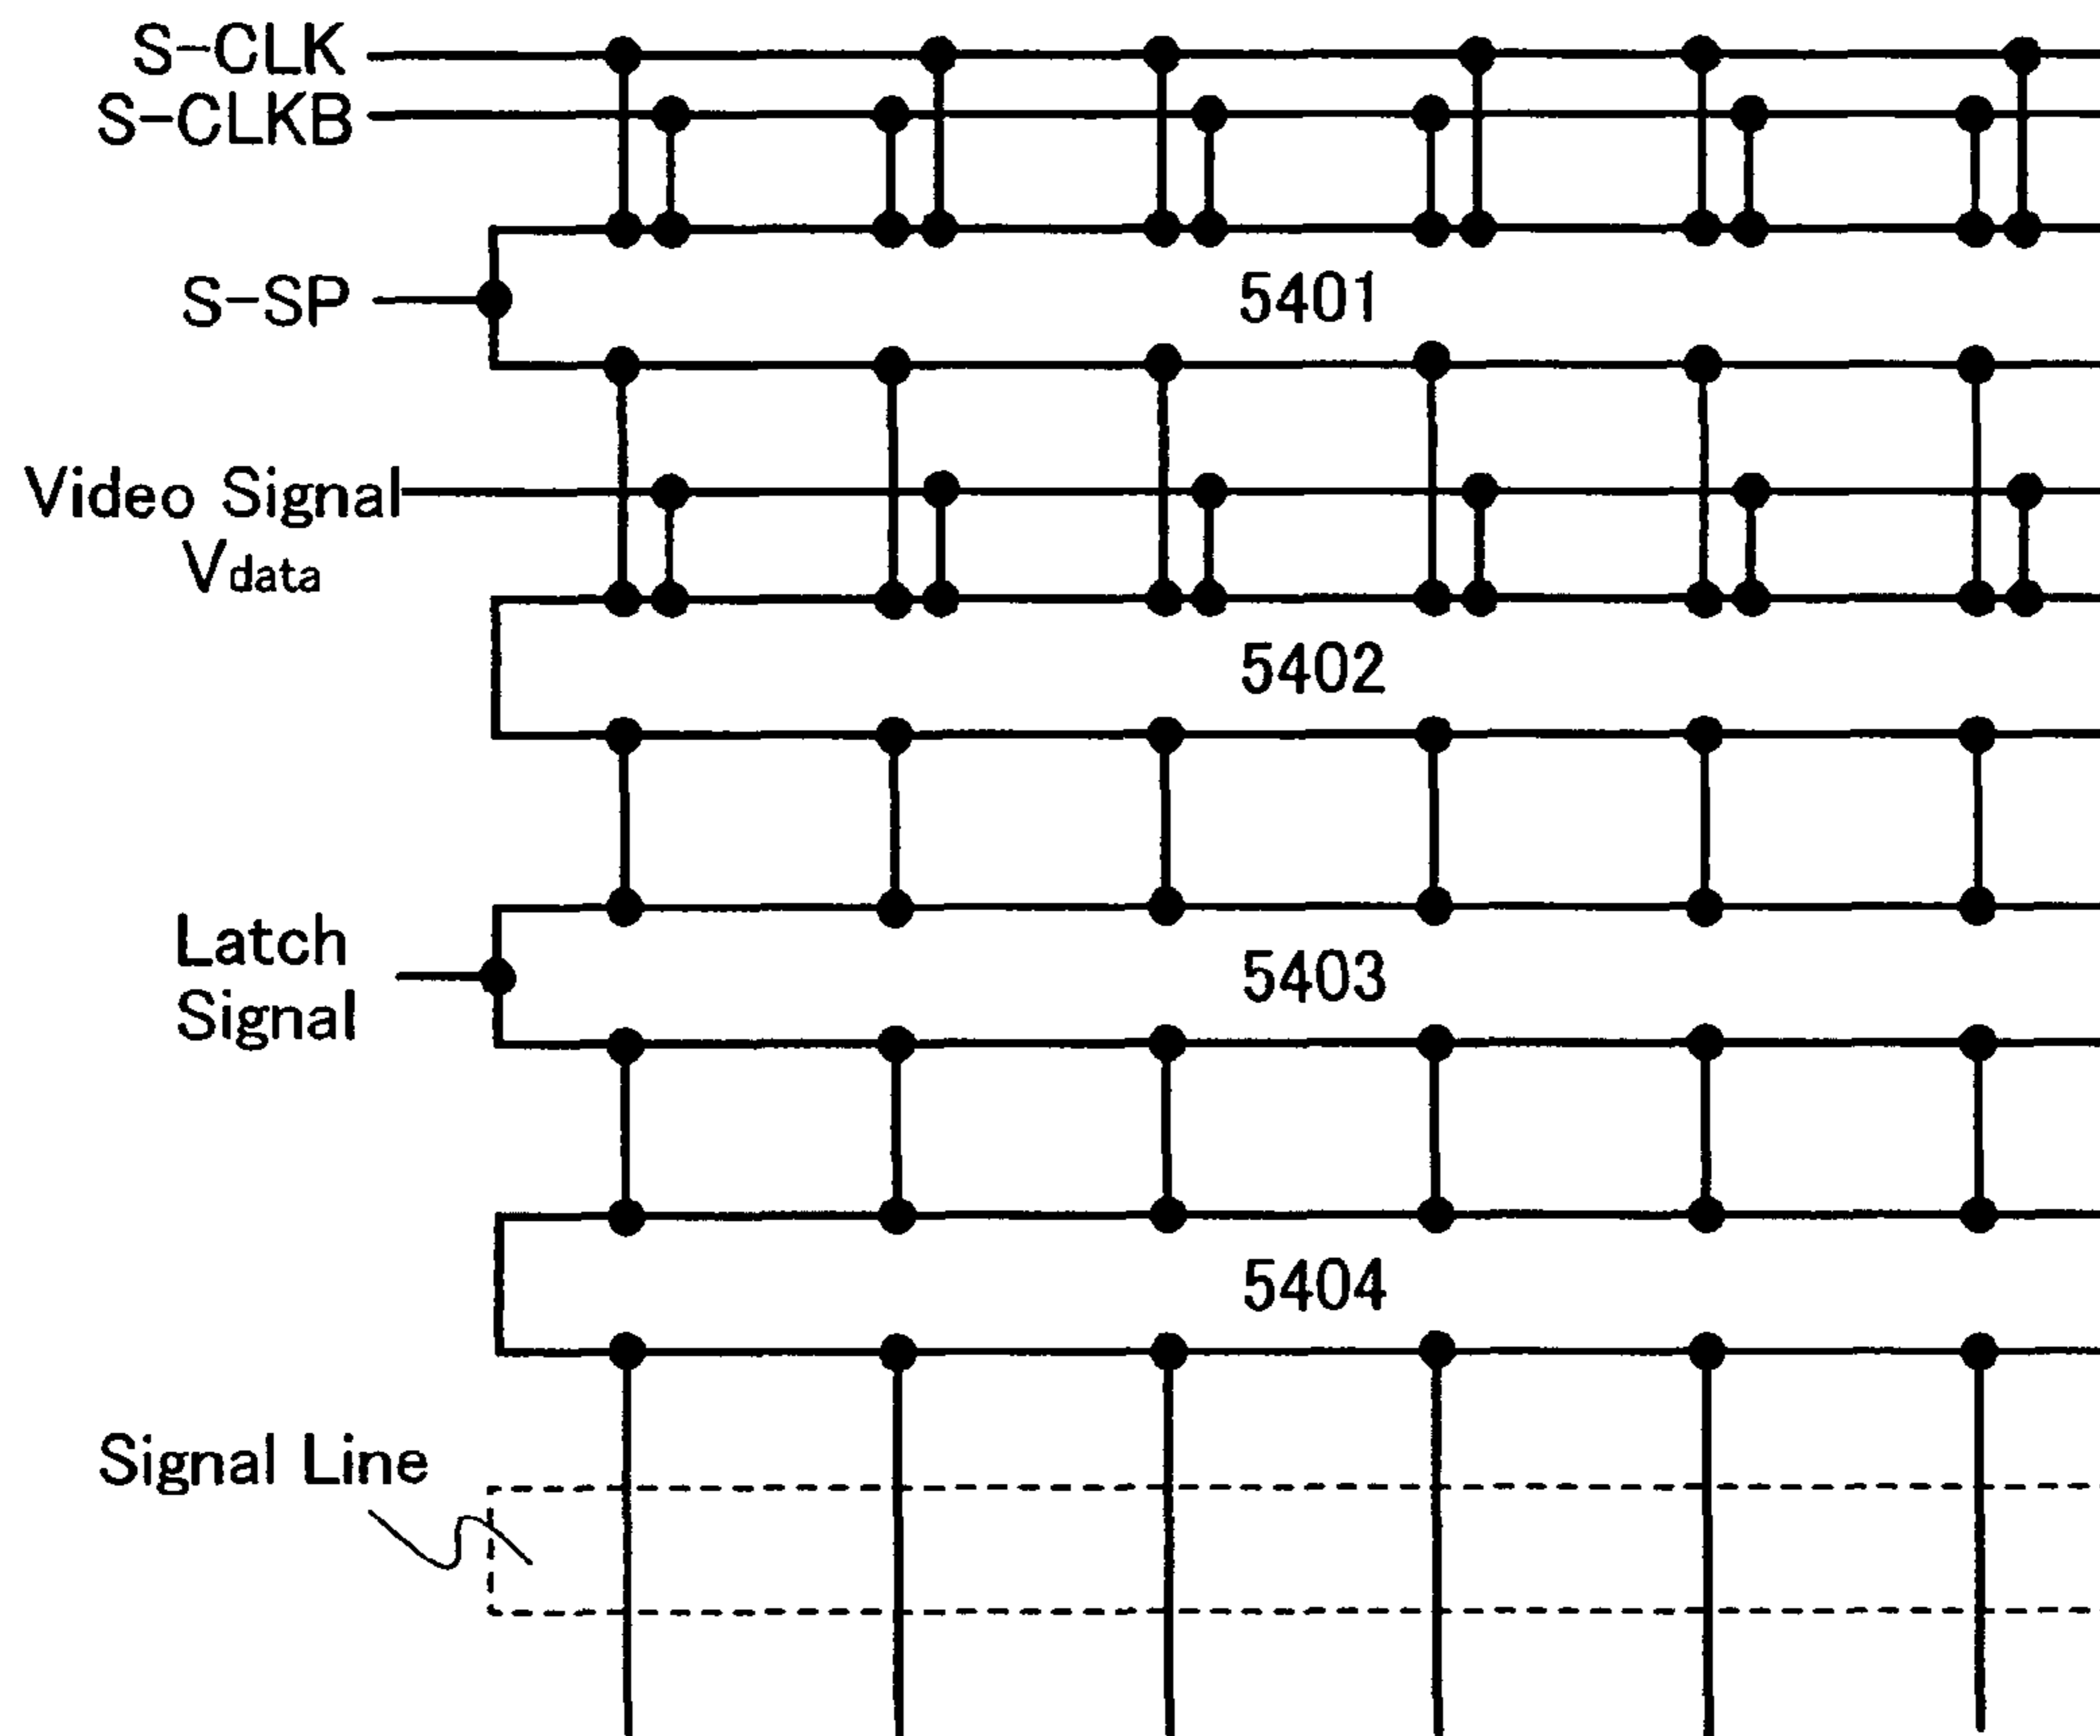 S-CLK
S-CLKB
S-SP
5401
Video Signal
Vdata
5402
Latch
Signal
5403
5404
Signal Line